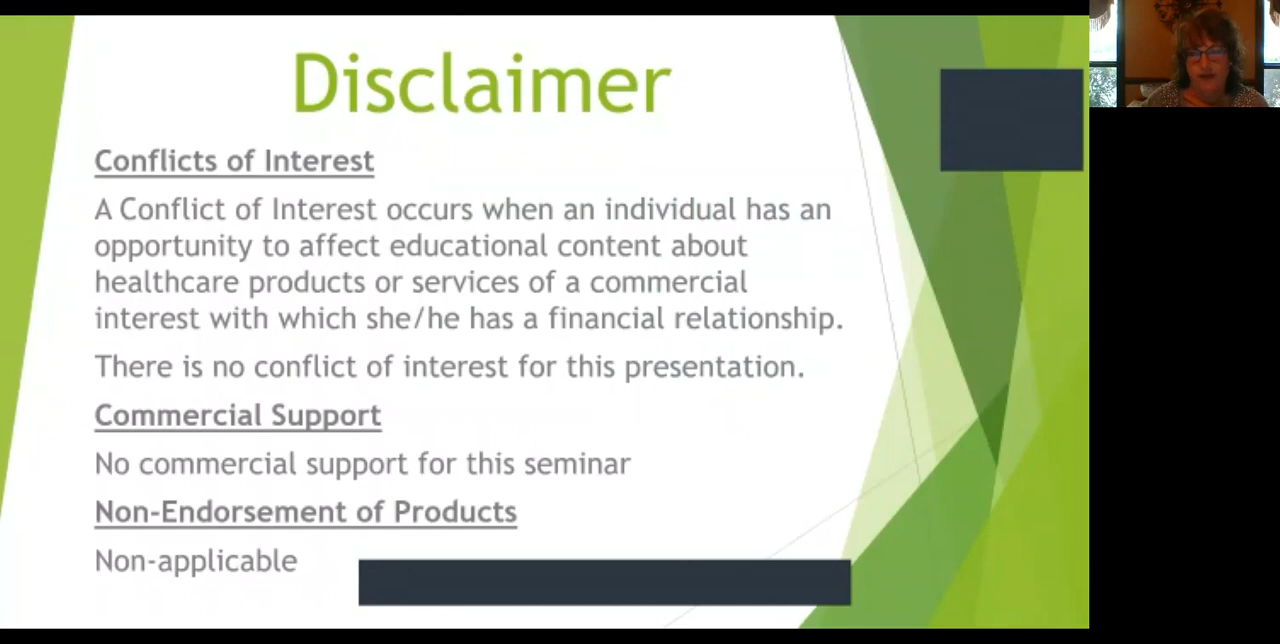 Disclaimer
Conflicts of Interest
A Conflict of Interest occurs when an individual has an
opportunity to affect educational content about
healthcare products or services of a commercial
interest with which she/he has a financial relationship.
There is no conflict of interest for this presentation.
Commercial Support
No commercial support for this seminar
Non-Endorsement of Products
Non-applicable